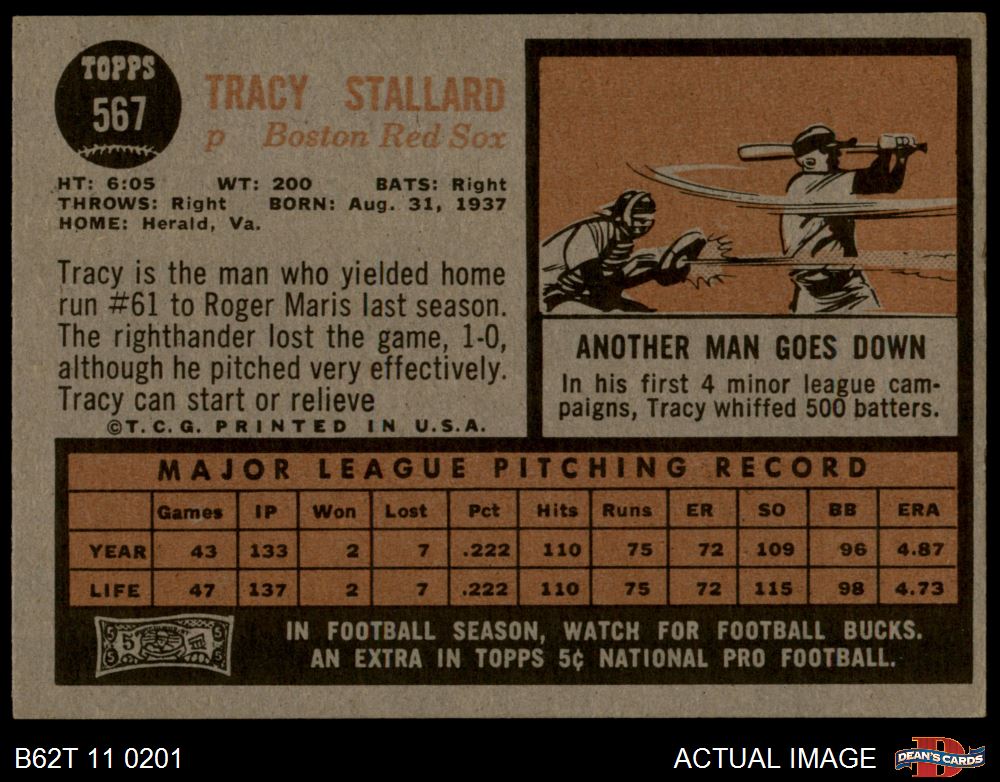 TOPPS
567
TRACY STALLARD
p Boston Red Sox
HT: 6:05 WT: 200 BATS: Right
THROWS: Right BORN: Aug. 31, 1937
HOME: Herald, Va.
Tracy is the man who yielded home
run #61 to Roger Maris last season.
The righthander lost the game, 1-0,
although he pitched very effectively.
Tracy can start or relieve
©T.C.G. PRINTED IN U.S.A.
ANOTHER MAN GOES DOWN
In his first 4 minor league cam-
paigns, Tracy whiffed 500 batters.
MAJOR LEAGUE PITCHING RECORD
Games IP Won Lost Pct Hits Runs ER SO BB ERA
YEAR 43 133 2 7 .222 110 75 72 109 96 4.87
LIFE 47 137 2 7 .222 110 75 72 115 98 4.73
5 5 5 5 5
IN FOOTBALL SEASON, WATCH FOR FOOTBALL BUCKS.
AN EXTRA IN TOPPS 5¢ NATIONAL PRO FOOTBALL.
B62T 11 0201 ACTUAL IMAGE
D
DEAN'S CARDS